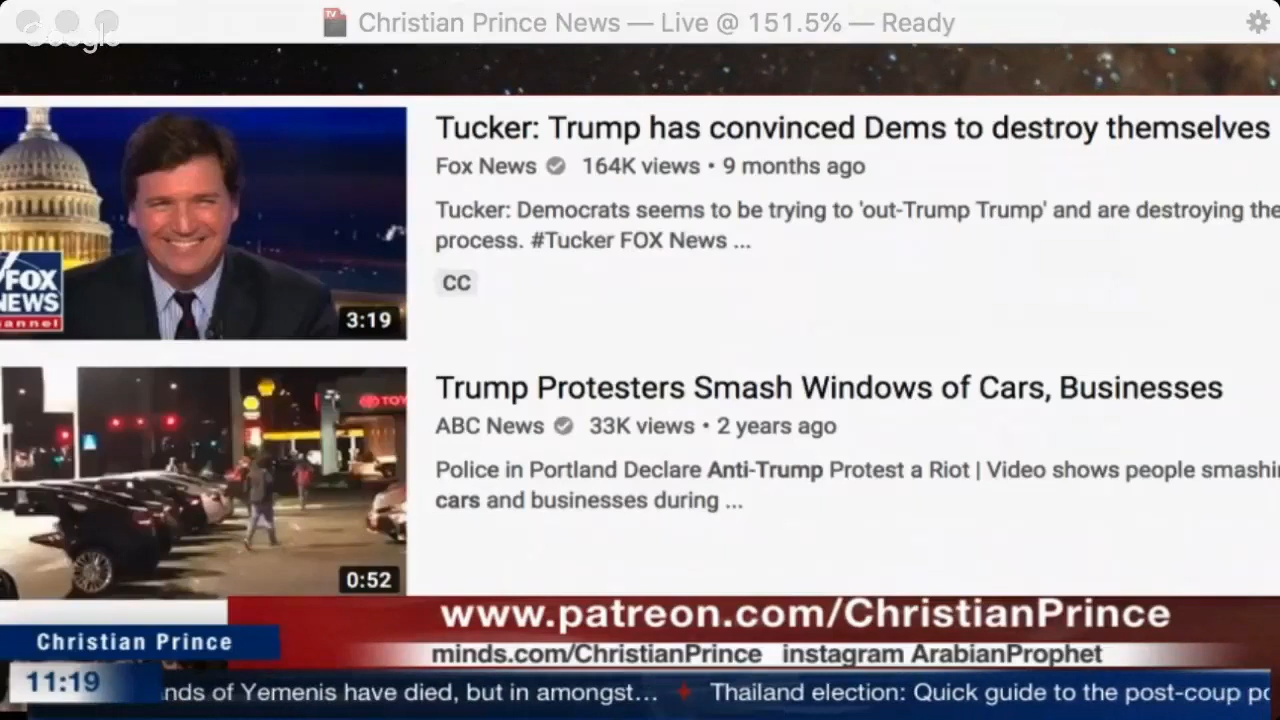 Christian Prince News — Live @ 151.5% — Ready
Google
Tucker: Trump has convinced Dems to destroy themselves
Fox News 164K views • 9 months ago
Tucker: Democrats seems to be trying to 'out-Trump Trump' and are destroying the
process. #Tucker FOX News ...
CC
FOX
NEWS
annel
3:19
Trump Protesters Smash Windows of Cars, Businesses
ABC News 33K views • 2 years ago
Police in Portland Declare Anti-Trump Protest a Riot | Video shows people smashin
cars and businesses during ...
TOY
0:52
www.patreon.com/ChristianPrince
Christian Prince
minds.com/ChristianPrince instagram ArabianProphet
11:19
nds of Yemenis have died, but in amongst... Thailand election: Quick guide to the post-coup po